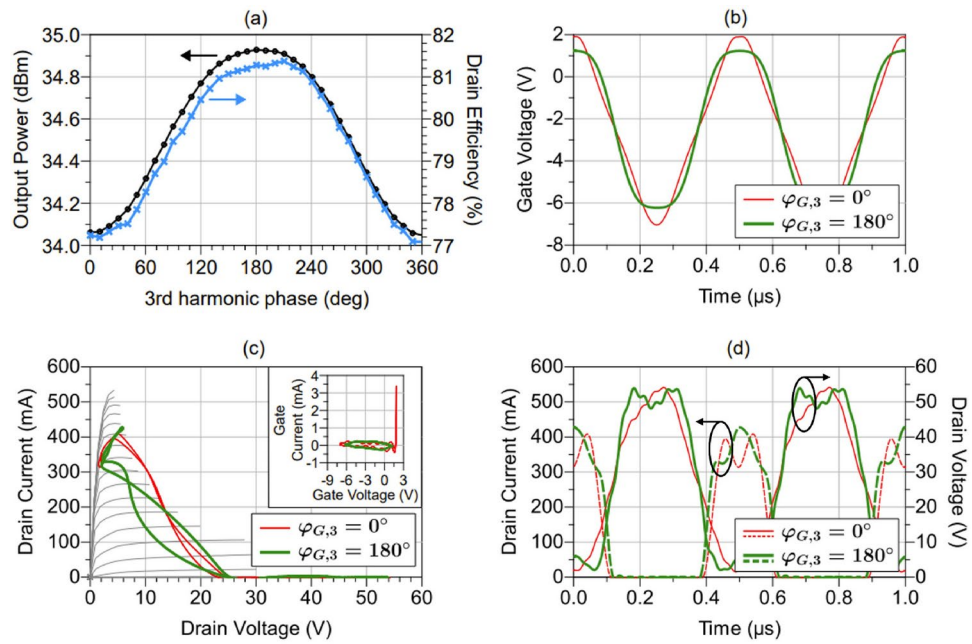 (a)
35.0
34.8
34.6
34.4
34.2
34.0
Output Power (dBm)
82
81
80
79
78
77
Drain Efficiency (%)
0 60 120 180 240 300 360
3rd harmonic phase (deg)
(b)
2
0
-2
-4
-6
-8
Gate Voltage (V)
φG,3 = 0°
φG,3 = 180°
0.0 0.2 0.4 0.6 0.8 1.0
Time (µs)
(c)
600
500
400
300
200
100
0
Drain Current (mA)
4
3
2
1
0
-1
Gate
Current (mA)
-9 -6 -3 0 3
Gate Voltage (V)
φG,3 = 0°
φG,3 = 180°
0 10 20 30 40 50 60
Drain Voltage (V)
(d)
600
500
400
300
200
100
0
Drain Current (mA)
60
50
40
30
20
10
0
Drain Voltage (V)
φG,3 = 0°
φG,3 = 180°
0.0 0.2 0.4 0.6 0.8 1.0
Time (µs)